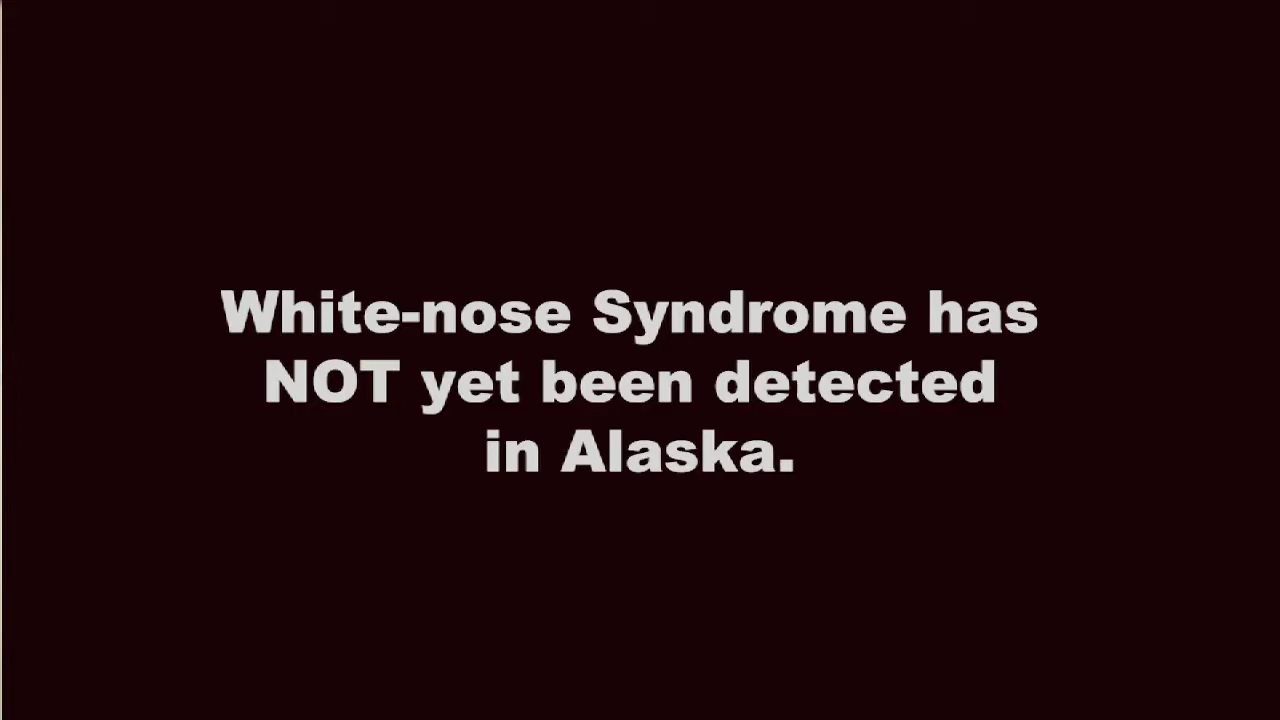 White-nose Syndrome has
NOT yet been detected
in Alaska.